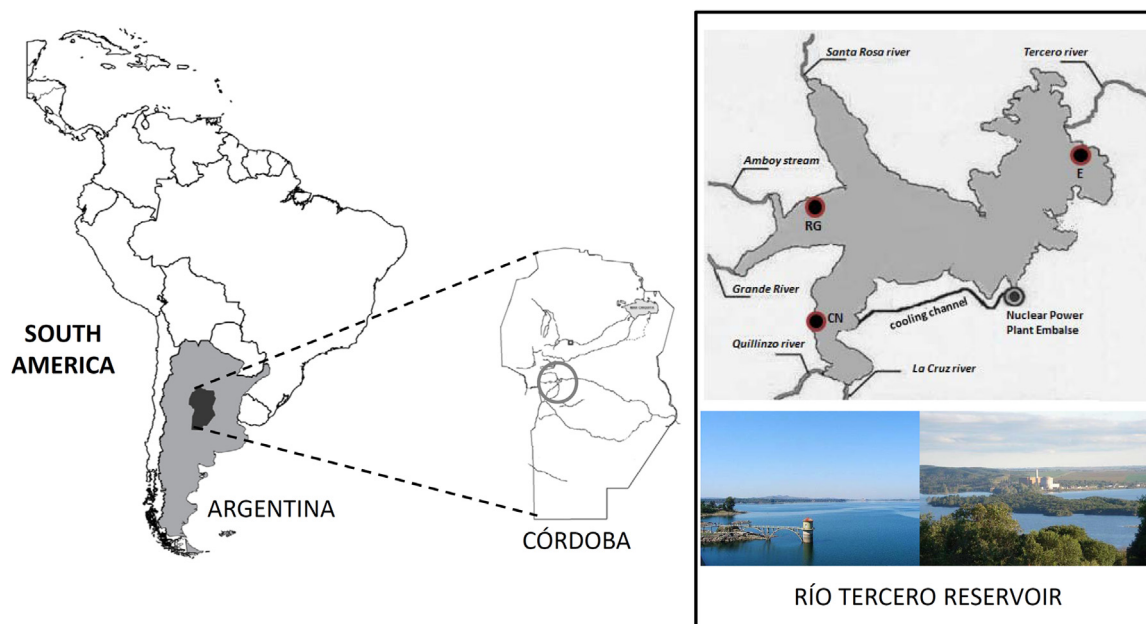 SOUTH
AMERICA
ARGENTINA
CÓRDOBA
Santa Rosa river
Tercero river
Amboy stream
E
RG
Grande River
CN
cooling channel
Nuclear Power
Plant Embalse
Quillinzo river
La Cruz river
RÍO TERCERO RESERVOIR